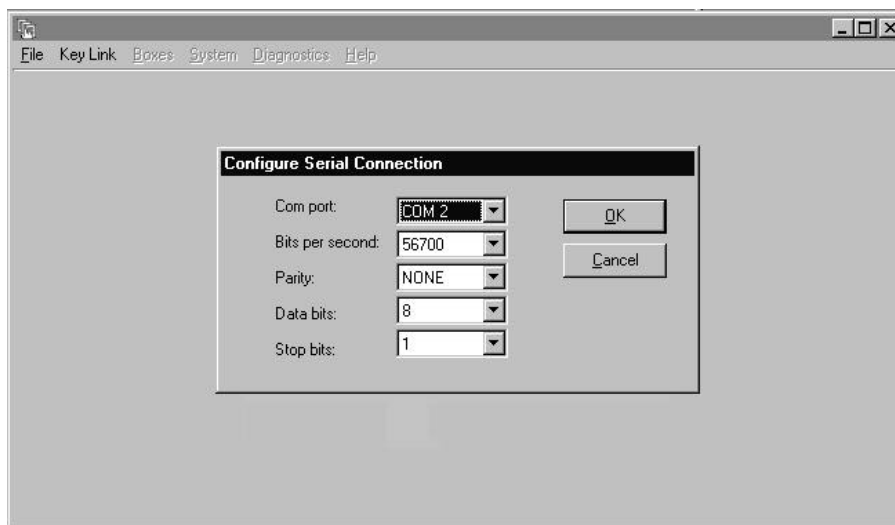 File Key Link Boxes System Diagnostics Help
Configure Serial Connection
Com port: COM 2 OK
Bits per second: 56700
Cancel
Parity: NONE
Data bits: 8
Stop bits: 1